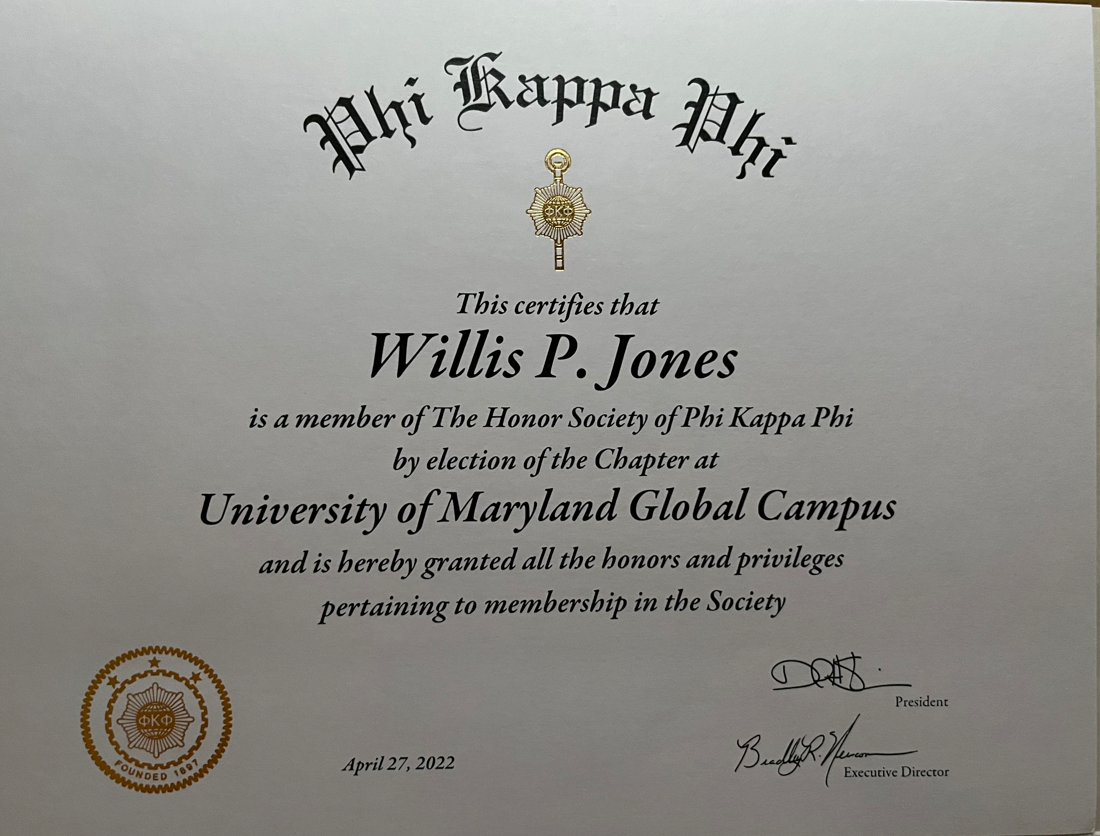 Phi Kappa Phi
ΦΚΦ
This certifies that
Willis P. Jones
is a member of The Honor Society of Phi Kappa Phi
by election of the Chapter at
University of Maryland Global Campus
and is hereby granted all the honors and privileges
pertaining to membership in the Society
ΦΚΦ
FOUNDED 1897
April 27, 2022
President
Bradley R. Newcom
Executive Director